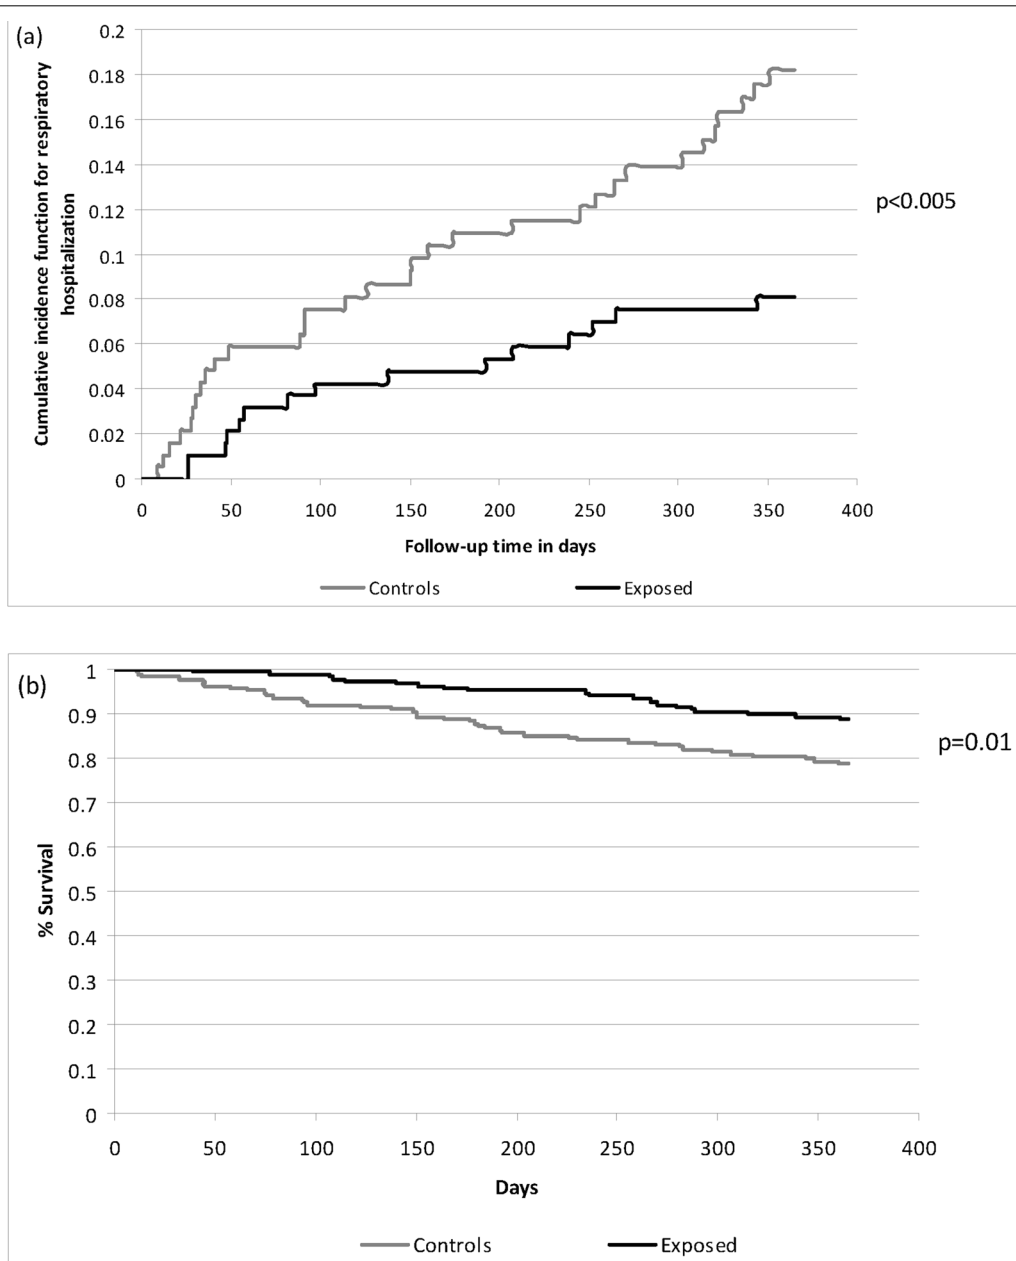 (a)
Cumulative incidence function for respiratory
hospitalization
0.2
0.18
0.16
0.14
0.12
0.1
0.08
0.06
0.04
0.02
0
p<0.005
0 50 100 150 200 250 300 350 400
Follow-up time in days
Controls Exposed
(b)
% Survival
1
0.9
0.8
0.7
0.6
0.5
0.4
0.3
0.2
0.1
0
p=0.01
0 50 100 150 200 250 300 350 400
Days
Controls Exposed